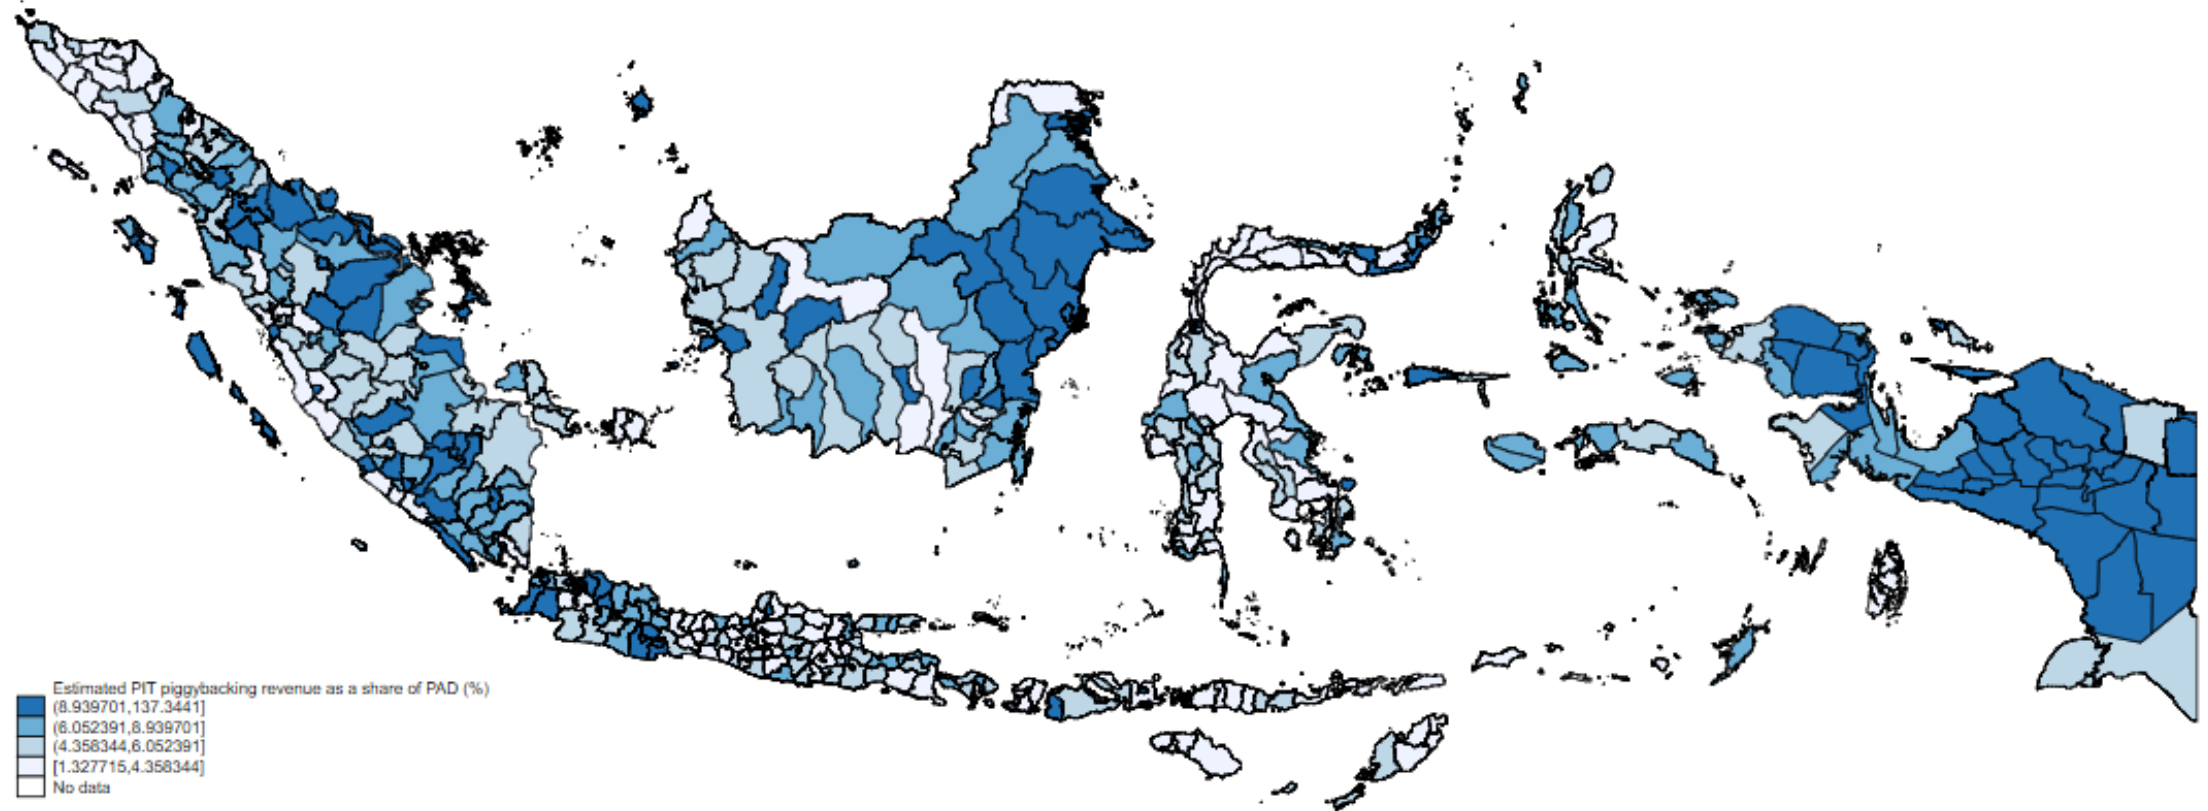 Estimated PIT piggybacking revenue as a share of PAD (%)
(8.939701,137.3441]
(6.052391,8.939701]
(4.358344,6.052391]
[1.327715,4.358344]
No data